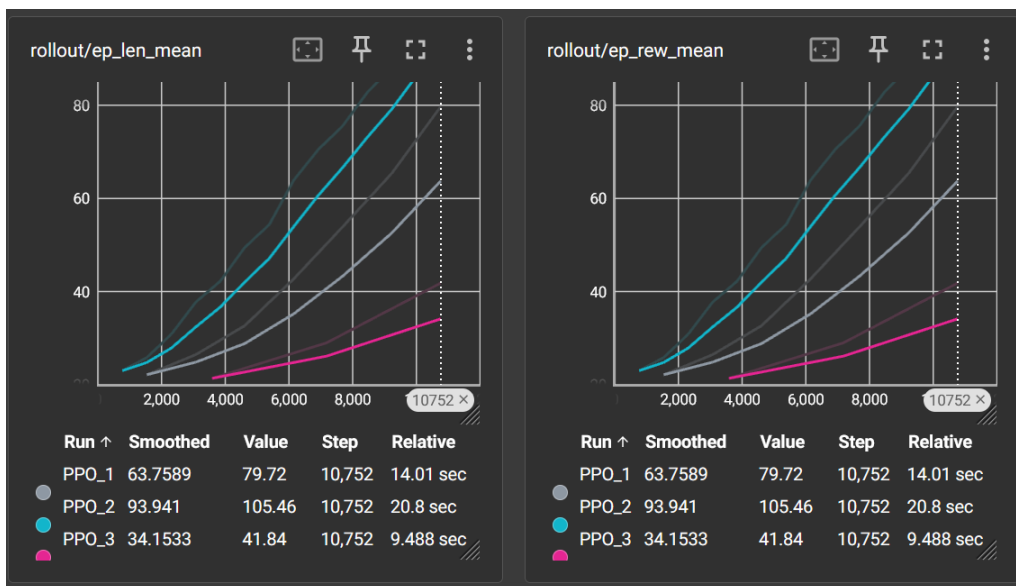 rollout/ep_len_mean
80
60
40
20
2,000 4,000 6,000 8,000 10752 ×
Run ↑ Smoothed Value Step Relative
PPO_1 63.7589 79.72 10,752 14.01 sec
PPO_2 93.941 105.46 10,752 20.8 sec
PPO_3 34.1533 41.84 10,752 9.488 sec
rollout/ep_rew_mean
80
60
40
20
2,000 4,000 6,000 8,000 10752 ×
Run ↑ Smoothed Value Step Relative
PPO_1 63.7589 79.72 10,752 14.01 sec
PPO_2 93.941 105.46 10,752 20.8 sec
PPO_3 34.1533 41.84 10,752 9.488 sec